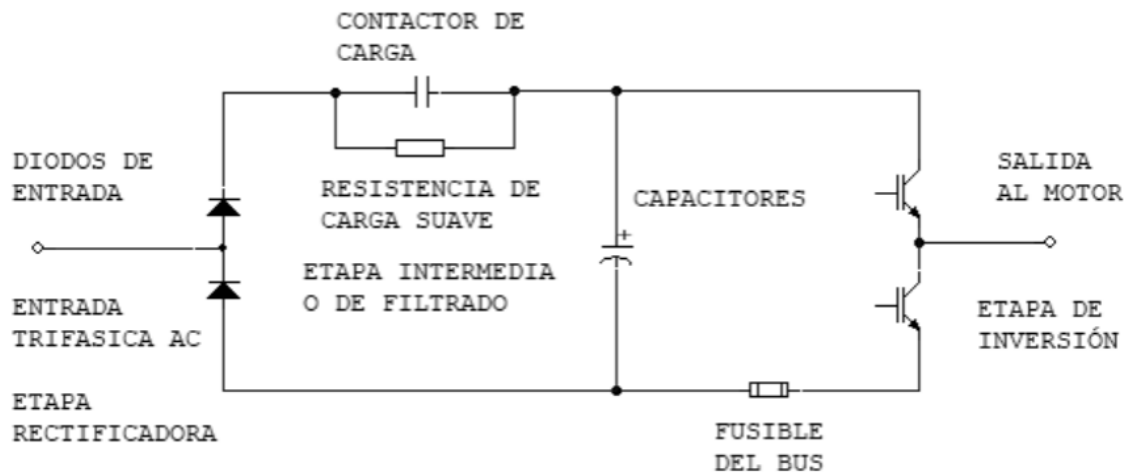 CONTACTOR DE
CARGA
DIODOS DE
ENTRADA
RESISTENCIA DE
CARGA SUAVE
CAPACITORES
SALIDA
AL MOTOR
+
ETAPA INTERMEDIA
O DE FILTRADO
ENTRADA
TRIFASICA AC
ETAPA DE
INVERSIÓN
ETAPA
RECTIFICADORA
FUSIBLE
DEL BUS